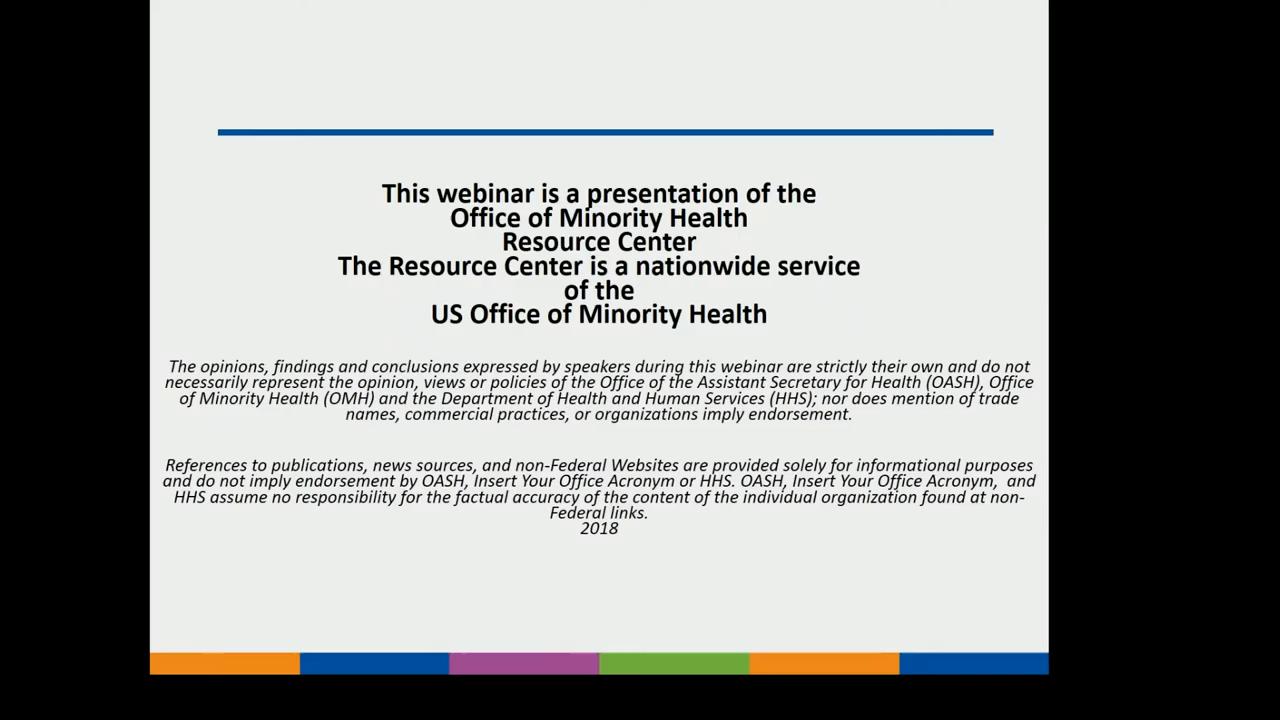 This webinar is a presentation of the
Office of Minority Health
Resource Center
The Resource Center is a nationwide service
of the
US Office of Minority Health
The opinions, findings and conclusions expressed by speakers during this webinar are strictly their own and do not
necessarily represent the opinion, views or policies of the Office of the Assistant Secretary for Health (OASH), Office
of Minority Health (OMH) and the Department of Health and Human Services (HHS); nor does mention of trade
names, commercial practices, or organizations imply endorsement.
References to publications, news sources, and non-Federal Websites are provided solely for informational purposes
and do not imply endorsement by OASH, Insert Your Office Acronym or HHS. OASH, Insert Your Office Acronym, and
HHS assume no responsibility for the factual accuracy of the content of the individual organization found at non-
Federal links.
2018